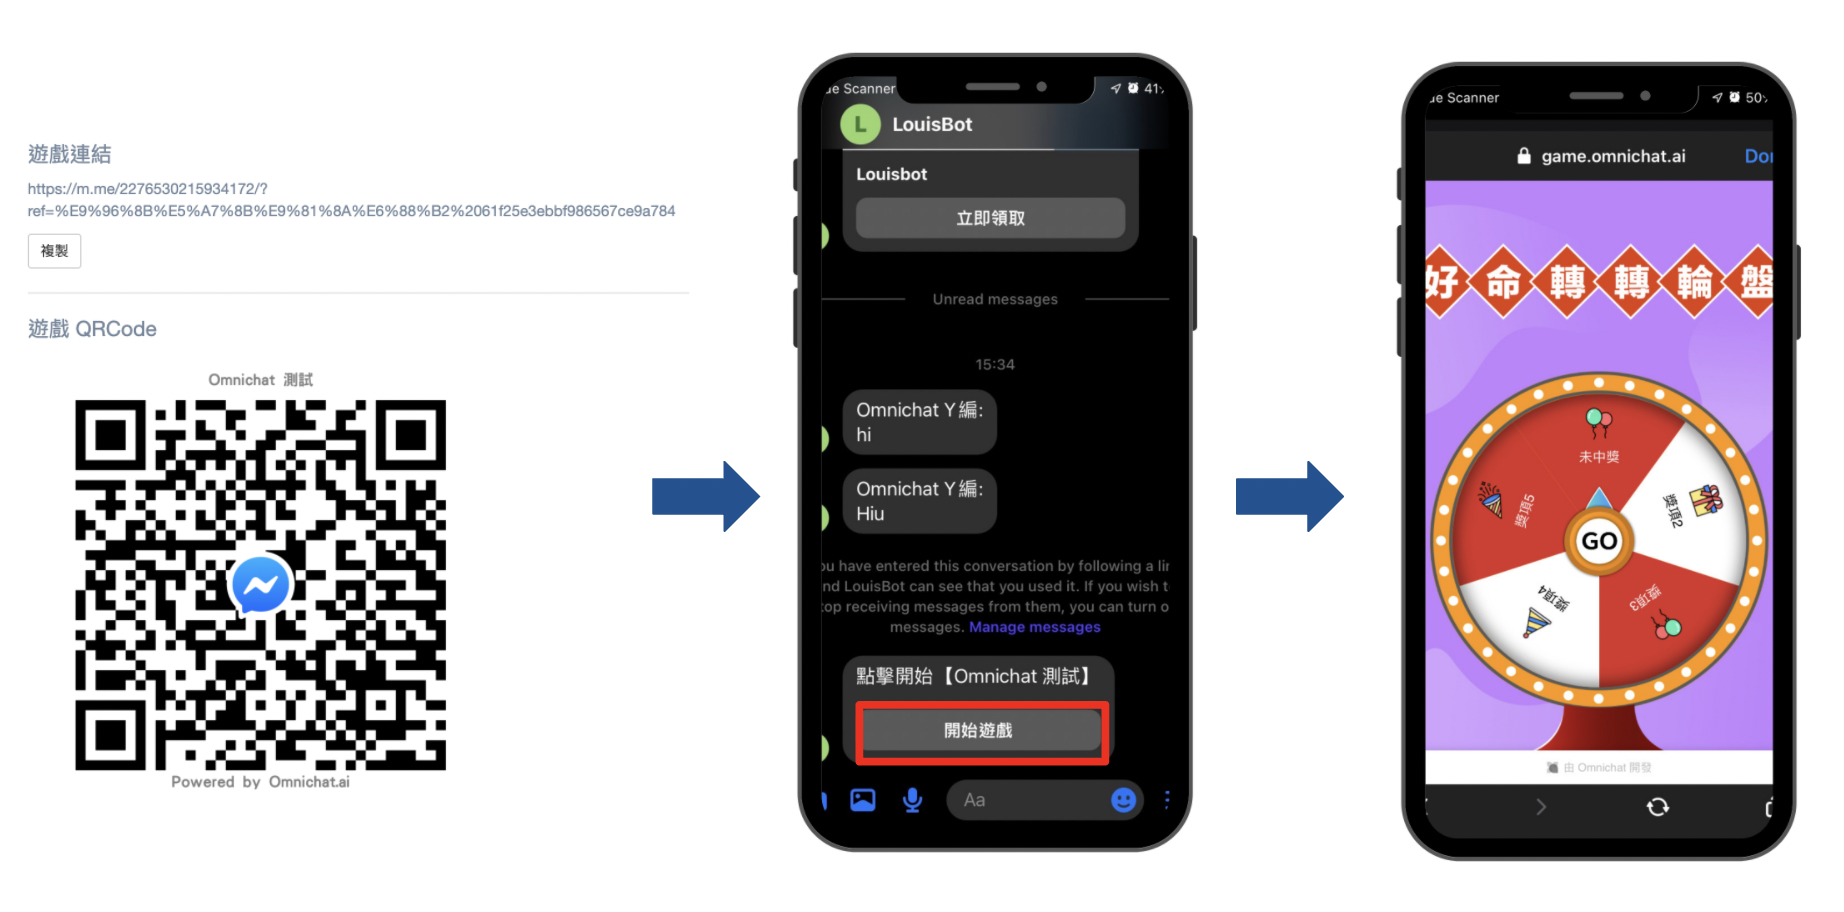 遊戲連結
https://m.me/2276530215934172/?
ref=%E9%96%8B%E5%A7%8B%E9%81%8A%E6%88%B2%2061f25e3ebbf986567ce9a784
複製
遊戲 QRCode
Omnichat 測試
Powered by Omnichat.ai
Scanner
41
L
LouisBot
Louisbot
立即領取
Unread messages
15:34
Omnichat Y 編:
hi
Omnichat Y 編:
Hiu
ou have entered this conversation by following a lin
nd LouisBot can see that you used it. If you wish t
top receiving messages from them, you can turn o
messages. Manage messages
點擊開始【Omnichat 測試】
開始遊戲
Aa
Scanner
50
game.omnichat.ai
Don
好命轉轉輪盤
未中獎
獎項5
獎項2
GO
獎項4
獎項3
由 Omnichat 開發